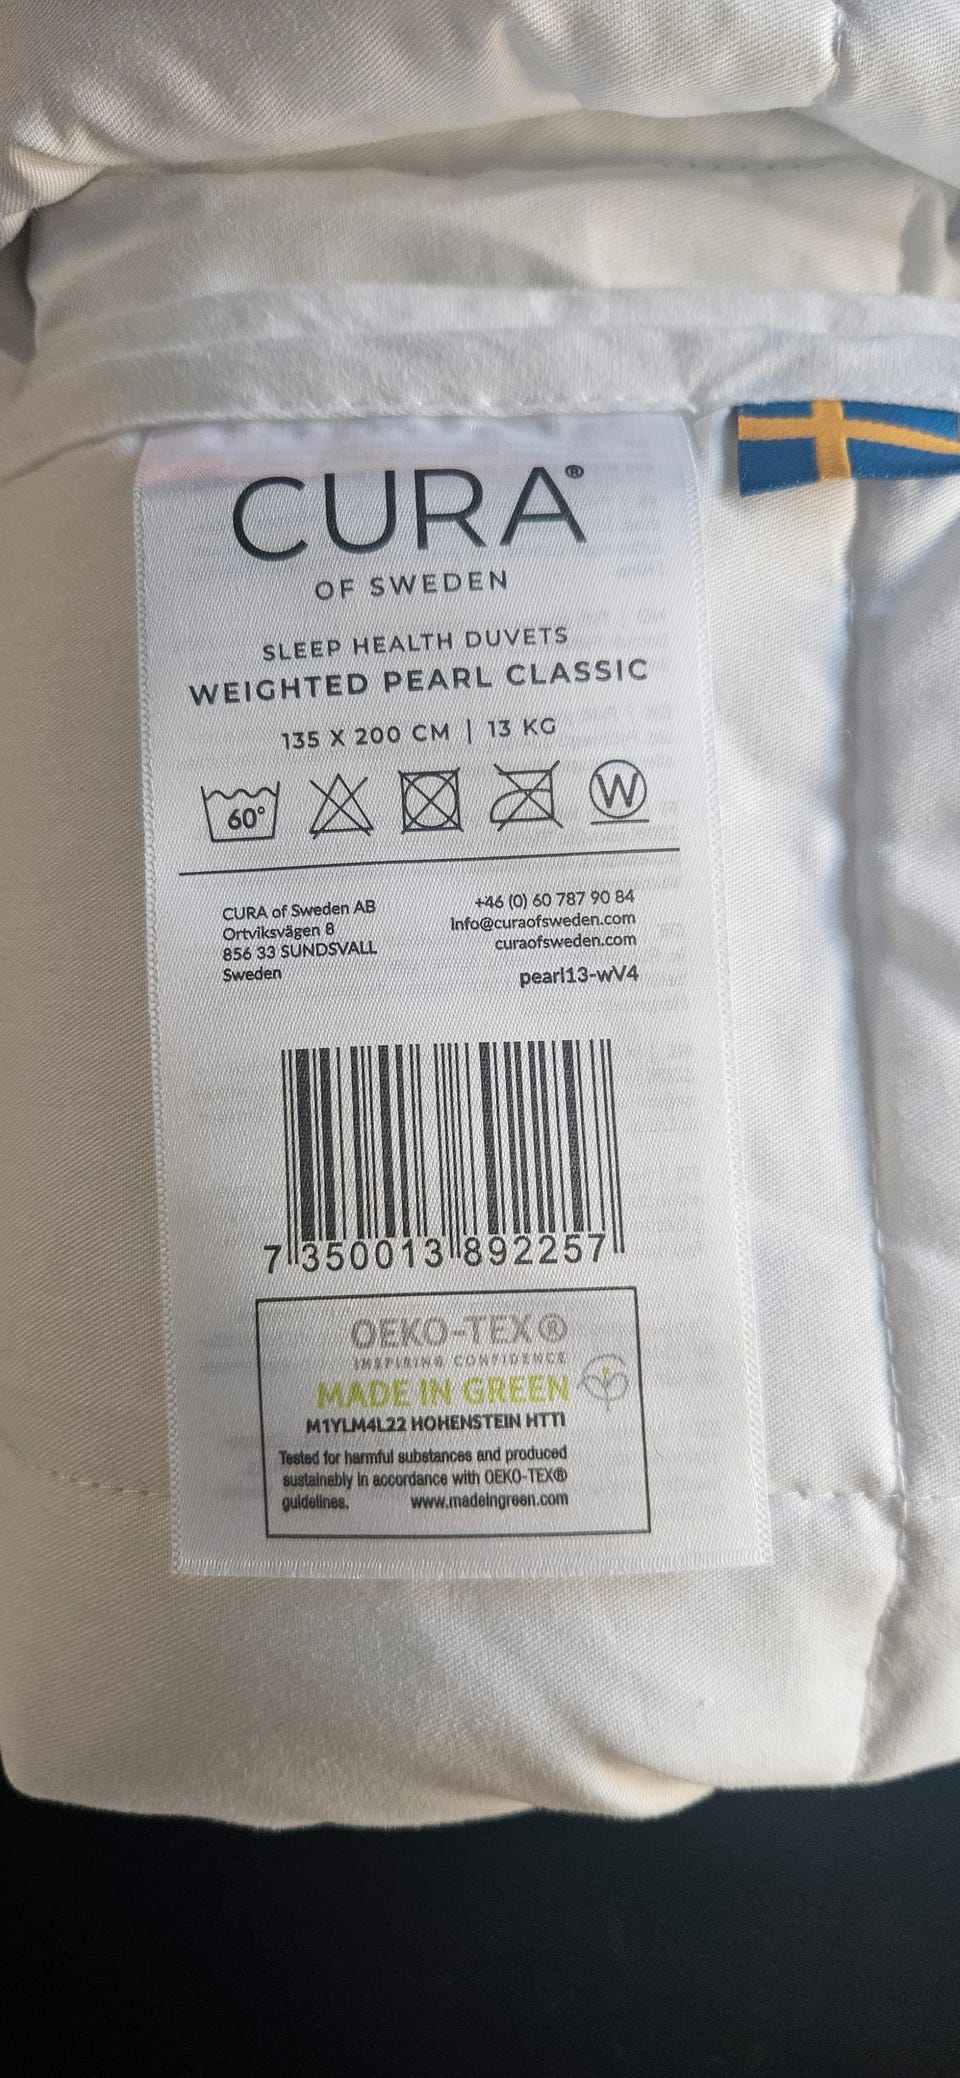 CURA®
OF SWEDEN
SLEEP HEALTH DUVETS
WEIGHTED PEARL CLASSIC
135 X 200 CM | 13 KG
60°
W
CURA of Sweden AB
Ortviksvägen 8
856 33 SUNDSVALL
Sweden
+46 (0) 60 787 90 84
Info@curaofsweden.com
curaofsweden.com
pearl13-wV4
7 350013 892257
OEKO-TEX®
INSPIRING CONFIDENCE
MADE IN GREEN
M1YLM4L22 HOHENSTEIN HTTI
Tested for harmful substances and produced
sustainably in accordance with OEKO-TEX®
guidelines. www.madeingreen.com